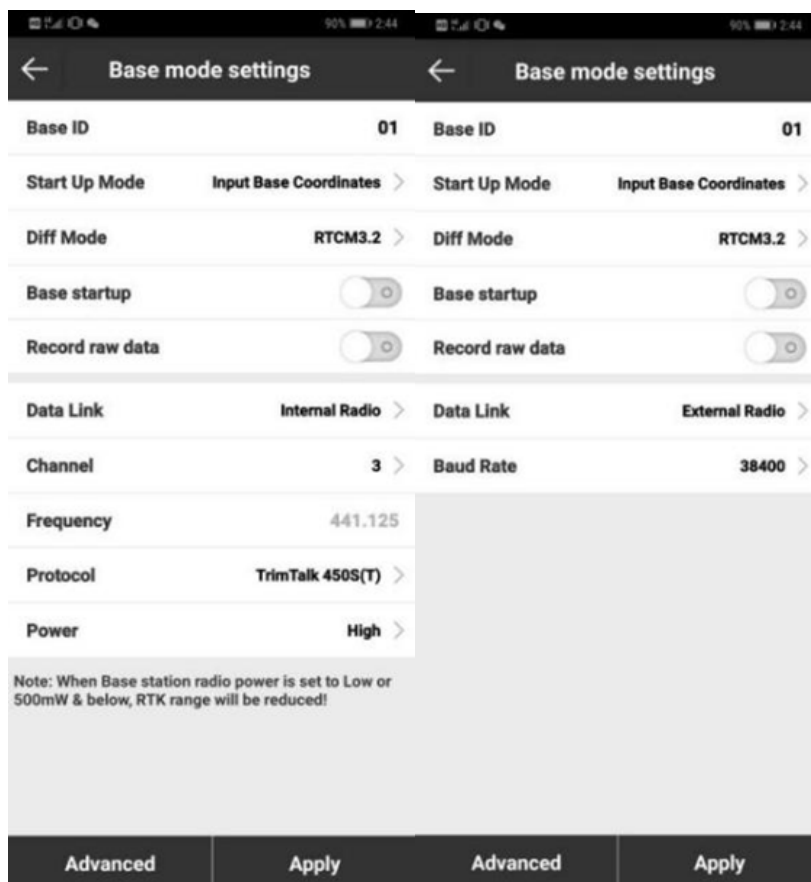 90% 2:44
Base mode settings
Base ID 01
Start Up Mode Input Base Coordinates
Diff Mode RTCM3.2
Base startup
Record raw data
Data Link Internal Radio
Channel 3
Frequency 441.125
Protocol TrimTalk 450S(T)
Power High
Note: When Base station radio power is set to Low or
500mW & below, RTK range will be reduced!
Advanced Apply
90% 2:44
Base mode settings
Base ID 01
Start Up Mode Input Base Coordinates
Diff Mode RTCM3.2
Base startup
Record raw data
Data Link External Radio
Baud Rate 38400
Advanced Apply